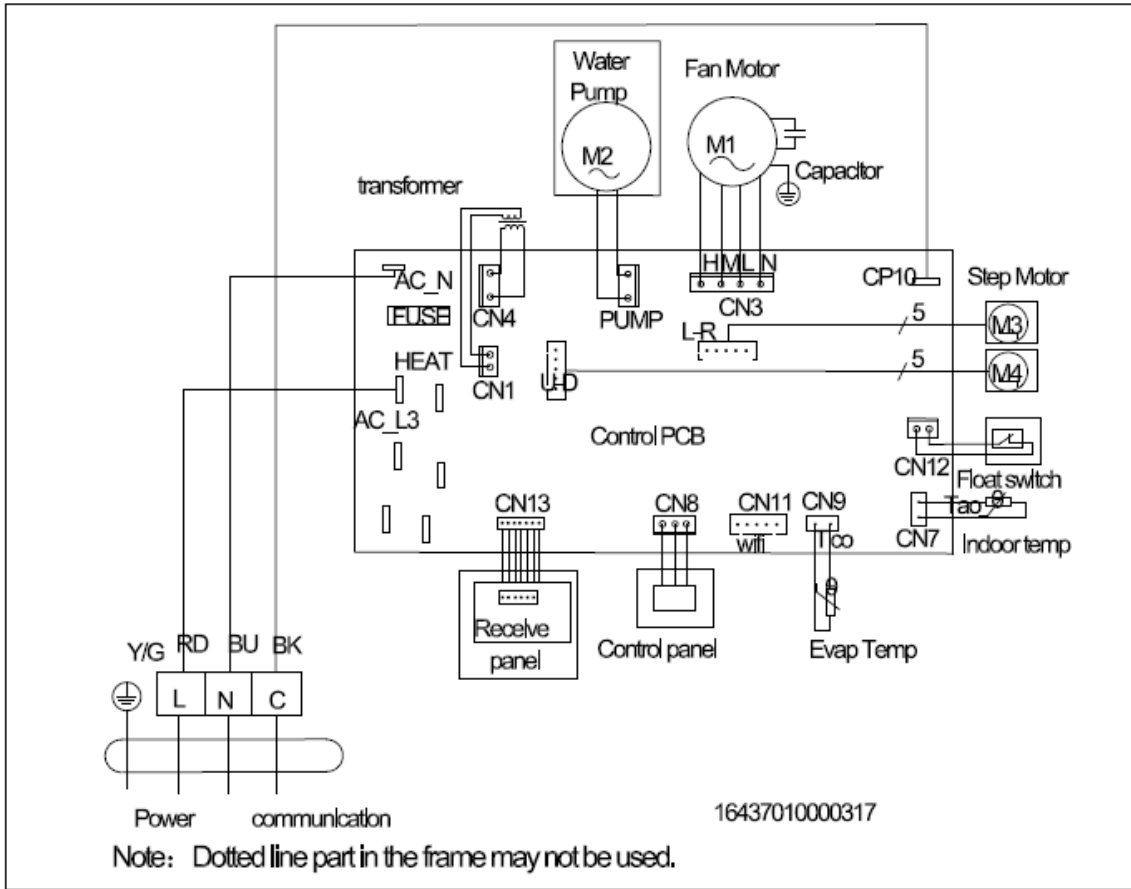 Water
Pump
Fan Motor
M2
M1
Capacitor
transformer
H M L N
AC_N
CP10
Step Motor
FUSE
CN4
PUMP
CN3
L-R
5
M3
HEAT
CN1
U-D
5
M4
AC_L3
Control PCB
CN12
Float switch
CN13
CN8
CN11
CN9
Tao
θ
wifi
Tco
CN7
Indoor temp
θ
Receive
panel
Control panel
Evap Temp
Y/G
RD
BU
BK
L
N
C
Power
communication
16437010000317
Note: Dotted line part in the frame may not be used.